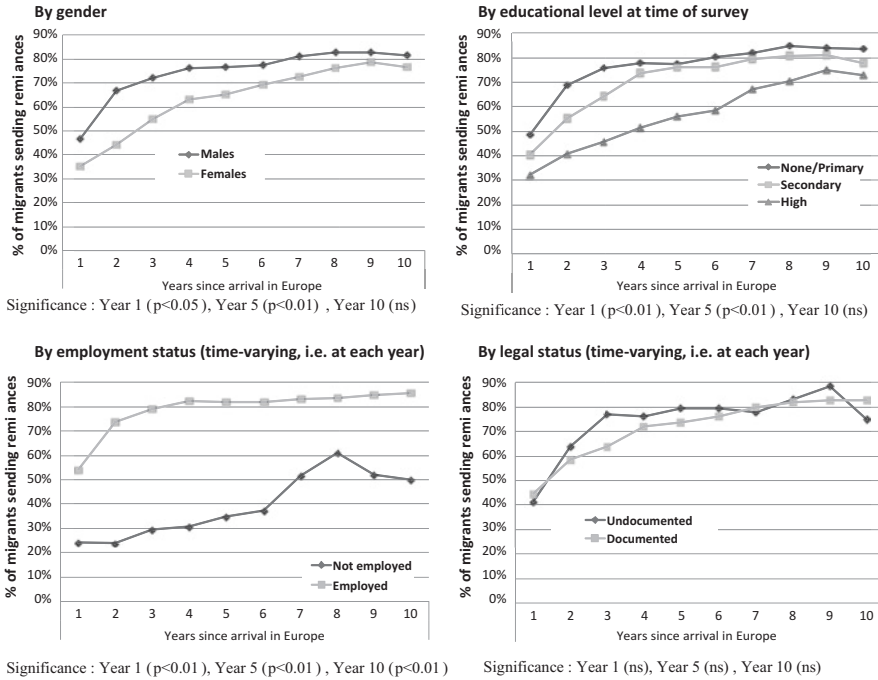 By gender
% of migrants sending remi ances
90%
80%
70%
60%
50%
40%
30%
20%
10%
0%
Males
Females
1 2 3 4 5 6 7 8 9 10
Years since arrival in Europe
Significance : Year 1 (p<0.05), Year 5 (p<0.01) , Year 10 (ns)
By educational level at time of survey
% of migrants sending remi ances
90%
80%
70%
60%
50%
40%
30%
20%
10%
0%
None/Primary
Secondary
High
1 2 3 4 5 6 7 8 9 10
Years since arrival in Europe
Significance : Year 1 (p<0.01), Year 5 (p<0.01) , Year 10 (ns)
By employment status (time-varying, i.e. at each year)
% of migrants sending remi ances
90%
80%
70%
60%
50%
40%
30%
20%
10%
0%
Not employed
Employed
1 2 3 4 5 6 7 8 9 10
Years since arrival in Europe
Significance : Year 1 (p<0.01), Year 5 (p<0.01) , Year 10 (p<0.01)
By legal status (time-varying, i.e. at each year)
% of migrants sending remi ances
90%
80%
70%
60%
50%
40%
30%
20%
10%
0%
Undocumented
Documented
1 2 3 4 5 6 7 8 9 10
Years since arrival in Europe
Significance : Year 1 (ns), Year 5 (ns) , Year 10 (ns)